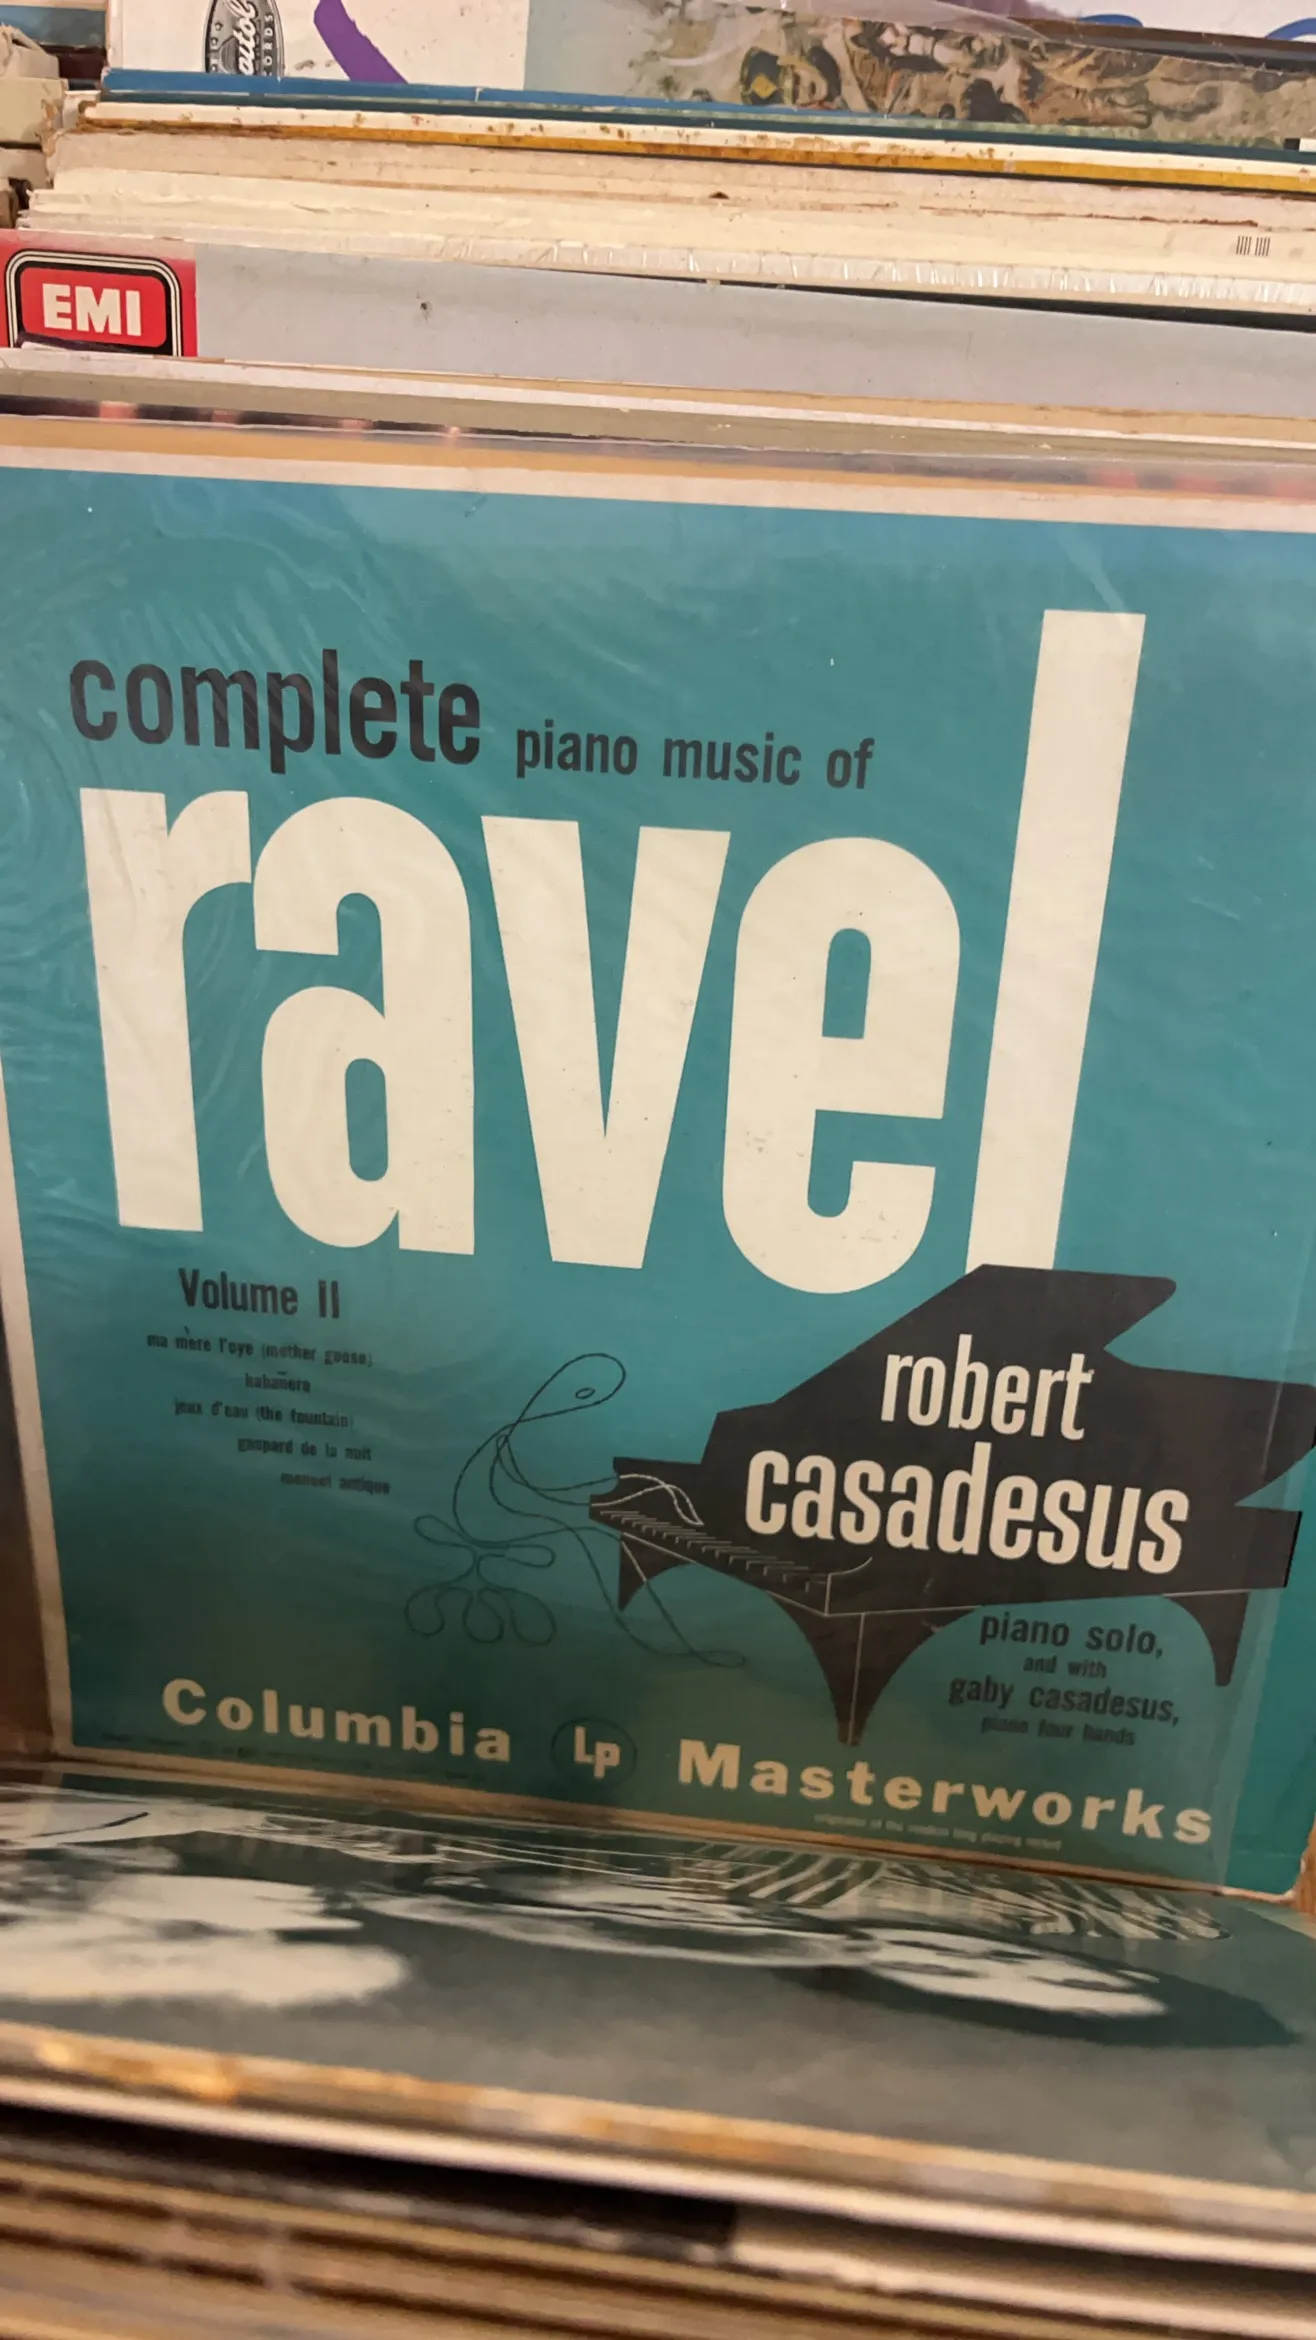 EMI
complete piano music of
ravel
Volume II
ma mère l'oye (mother goose)
habanera
jeux d'eau (the fountain)
gaspard de la nuit
menuet antique
robert
casadesus
piano solo,
and with
gaby casadesus,
piano four hands
Columbia Lp Masterworks